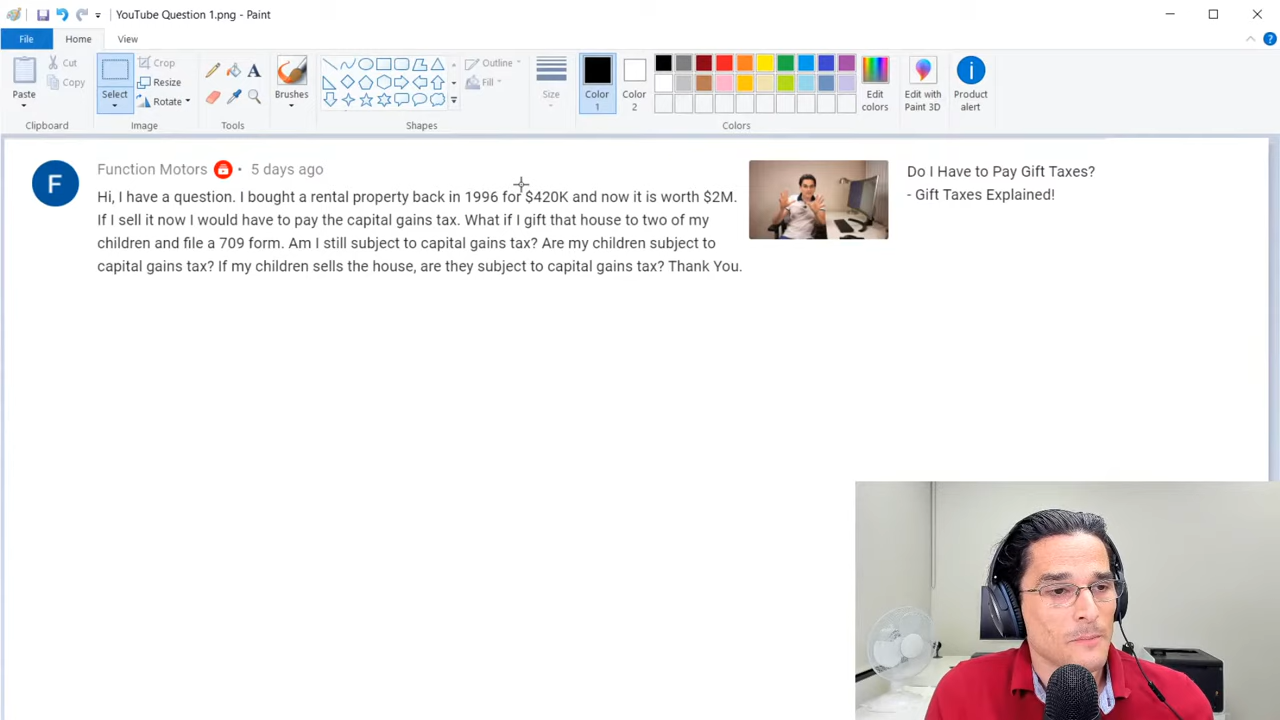 YouTube Question 1.png - Paint
File
Home
View
Paste
Cut
Copy
Clipboard
Select
Crop
Resize
Rotate
Image
Tools
Brushes
Outline
Fill
Shapes
Size
Color 1
Color 2
Edit colors
Colors
Edit with Paint 3D
Product alert
Function Motors • 5 days ago
Hi, I have a question. I bought a rental property back in 1996 for $420K and now it is worth $2M.
If I sell it now I would have to pay the capital gains tax. What if I gift that house to two of my
children and file a 709 form. Am I still subject to capital gains tax? Are my children subject to
capital gains tax? If my children sells the house, are they subject to capital gains tax? Thank You.
F
Do I Have to Pay Gift Taxes?
- Gift Taxes Explained!